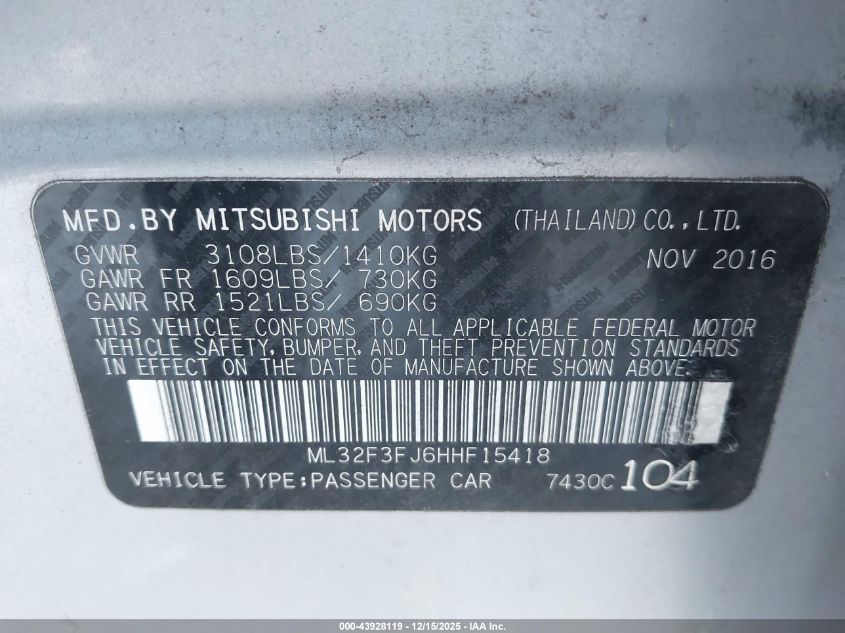 MFD.BY MITSUBISHI MOTORS (THAILAND) CO., LTD.
GVWR 3108LBS/1410KG NOV 2016
GAWR FR 1609LBS/ 730KG
GAWR RR 1521LBS/ 690KG
THIS VEHICLE CONFORMS TO ALL APPLICABLE FEDERAL MOTOR
VEHICLE SAFETY, BUMPER, AND THEFT PREVENTION STANDARDS
IN EFFECT ON THE DATE OF MANUFACTURE SHOWN ABOVE.
ML32F3FJ6HHF15418
VEHICLE TYPE:PASSENGER CAR 7430C 104
000-43928119 - 12/15/2025 - IAA Inc.